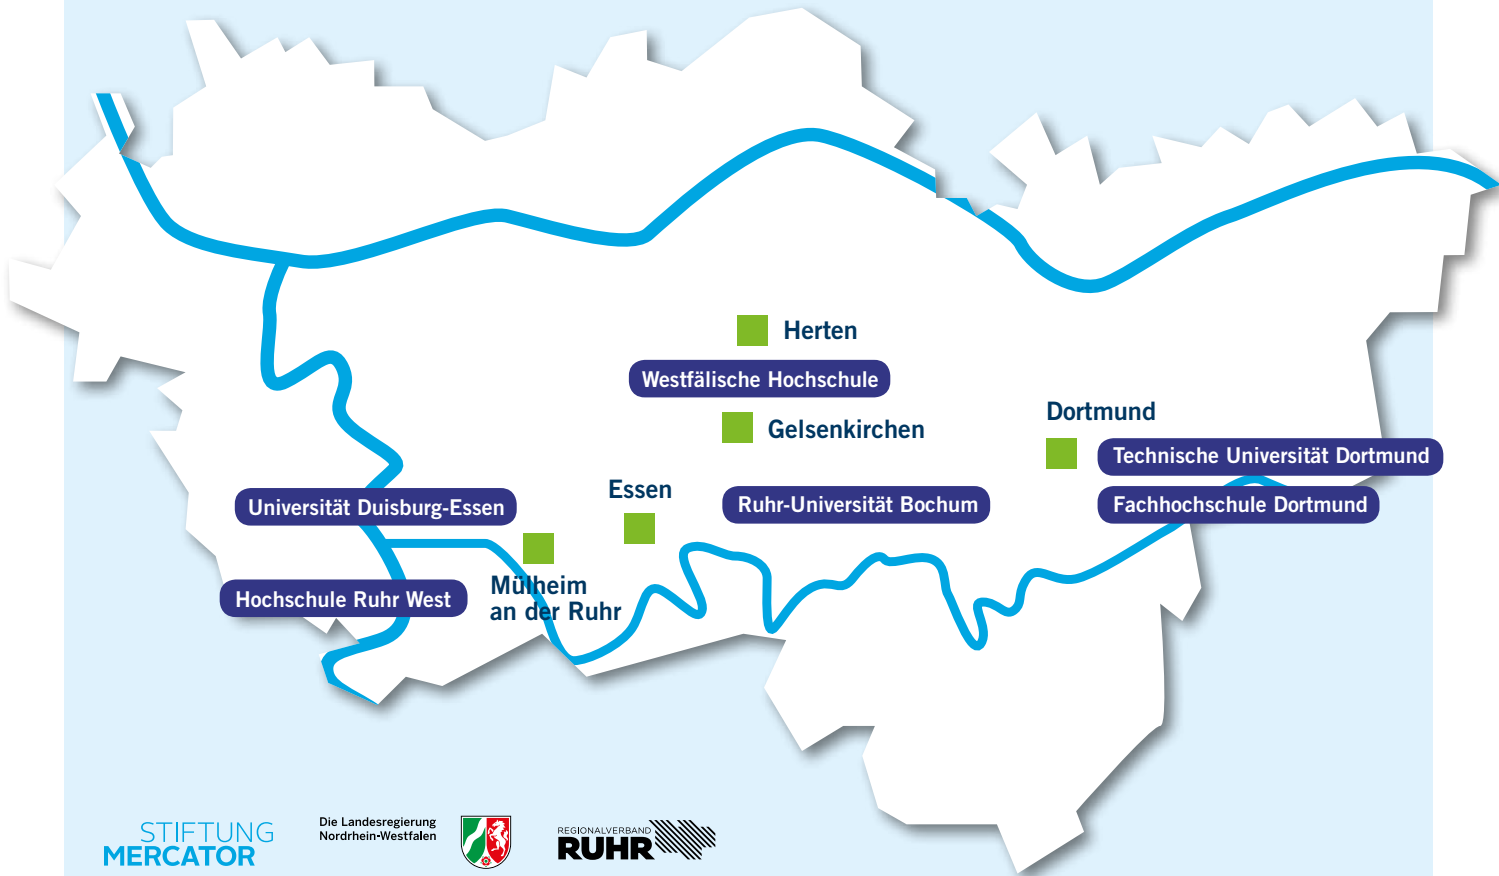 Herten
Westfälische Hochschule
Dortmund
Gelsenkirchen
Technische Universität Dortmund
Essen
Universität Duisburg-Essen
Ruhr-Universität Bochum
Fachhochschule Dortmund
Mülheim
an der Ruhr
Hochschule Ruhr West
STIFTUNG
MERCATOR
Die Landesregierung
Nordrhein-Westfalen
REGIONALVERBAND
RUHR